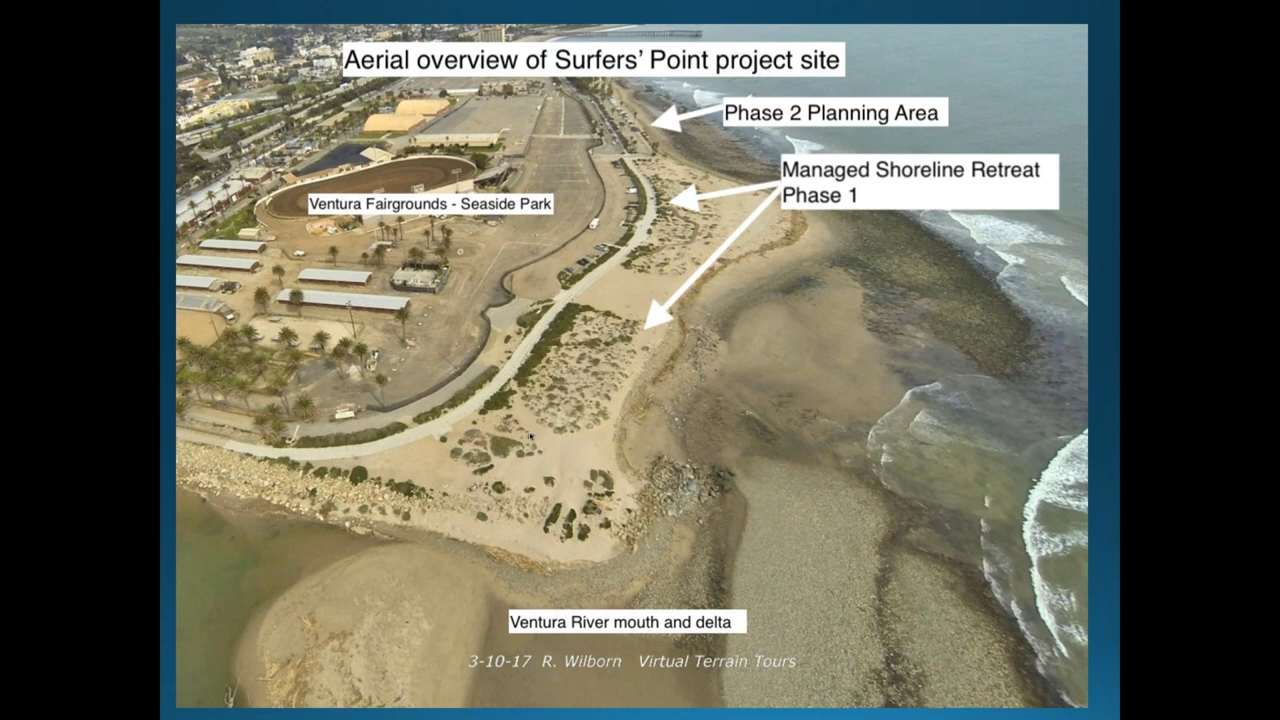 Aerial overview of Surfers' Point project site
Phase 2 Planning Area
Managed Shoreline Retreat
Phase 1
Ventura Fairgrounds - Seaside Park
Ventura River mouth and delta
3-10-17 R. Wilborn Virtual Terrain Tours